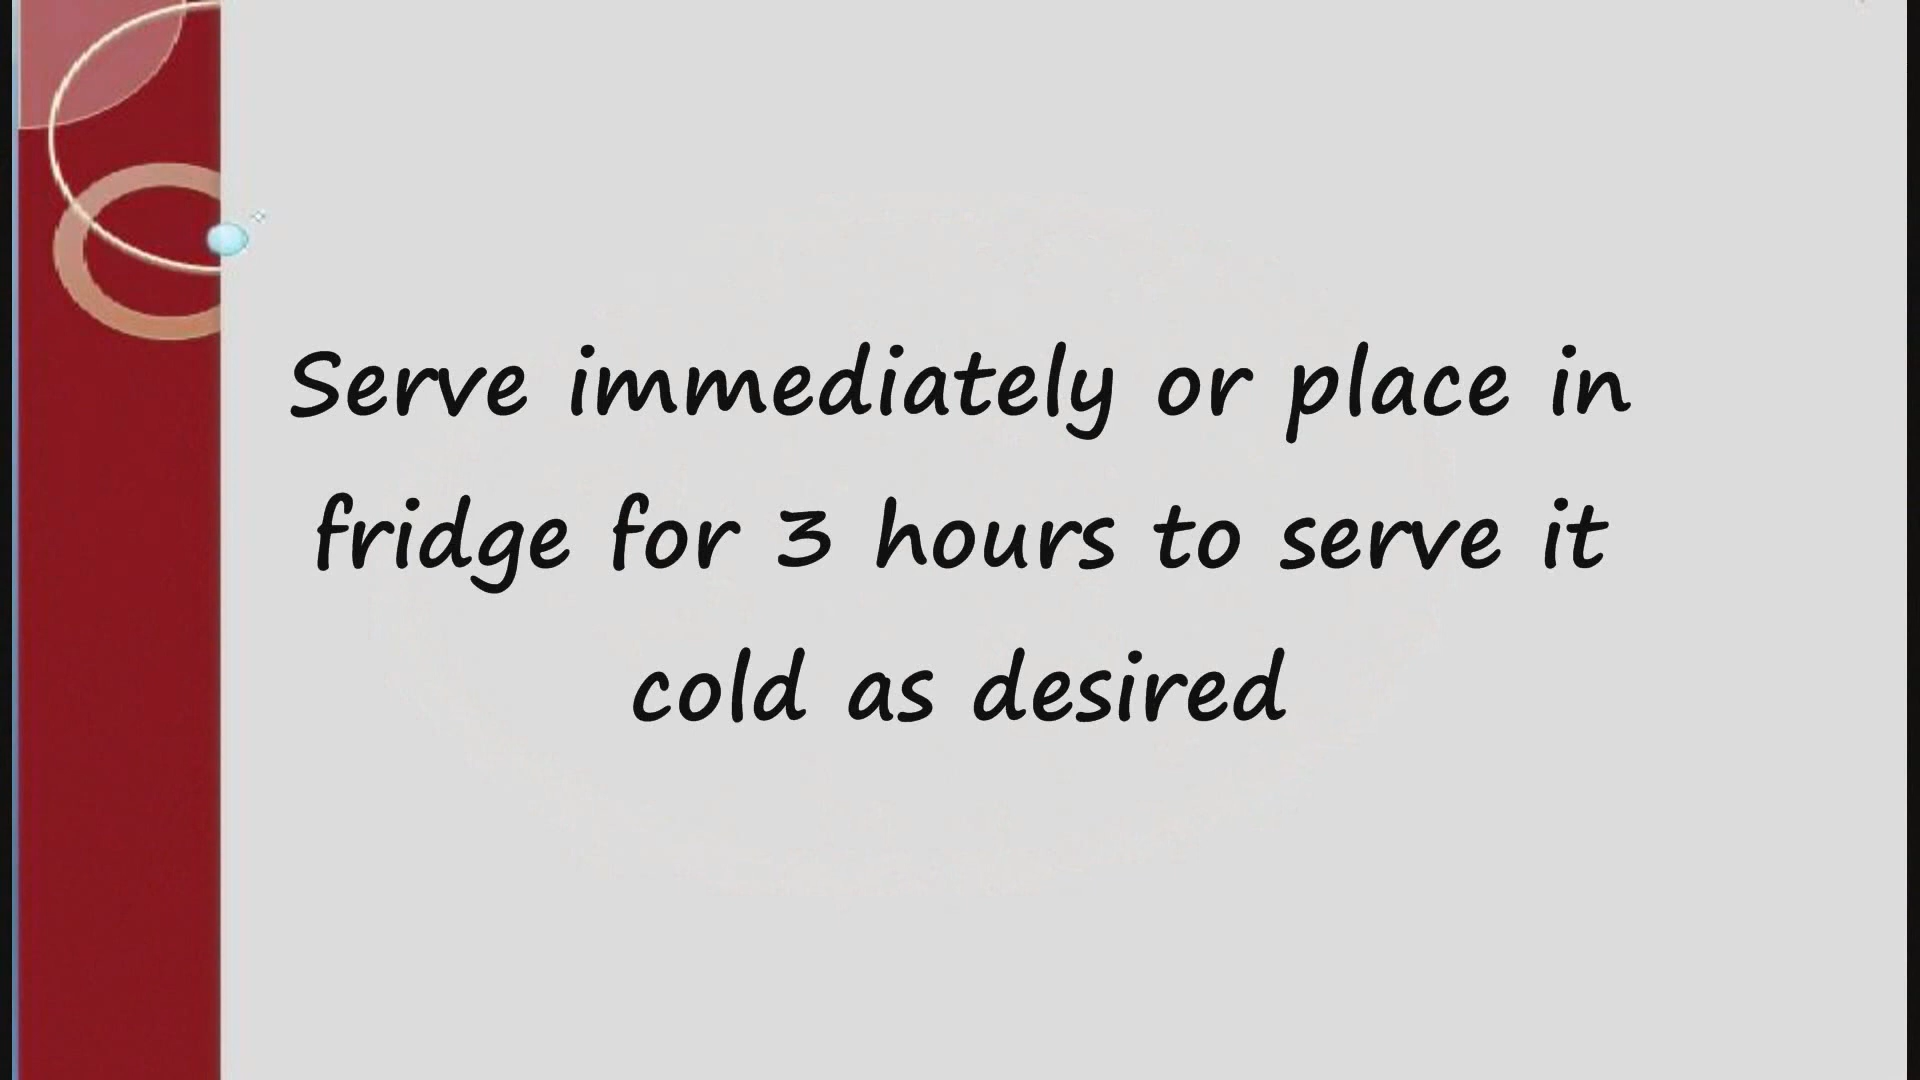 Serve immediately or place in
fridge for 3 hours to serve it
cold as desired